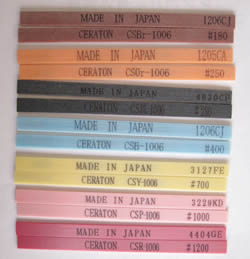 MADE IN JAPAN 1206CJ
CERATON CSBr-1006 #180
MADE IN JAPAN 1205CA
CERATON CSOr-1006 #250
MADE IN JAPAN
CERATON
MADE IN JAPAN 1206CJ
CERATON CSB-1006 #400
MADE IN JAPAN 3127FE
CERATON CSY-1006 #700
MADE IN JAPAN 3229KD
CERATON CSP-1006 #1000
MADE IN JAPAN 4404GE
CERATON CSR-1006 #1200